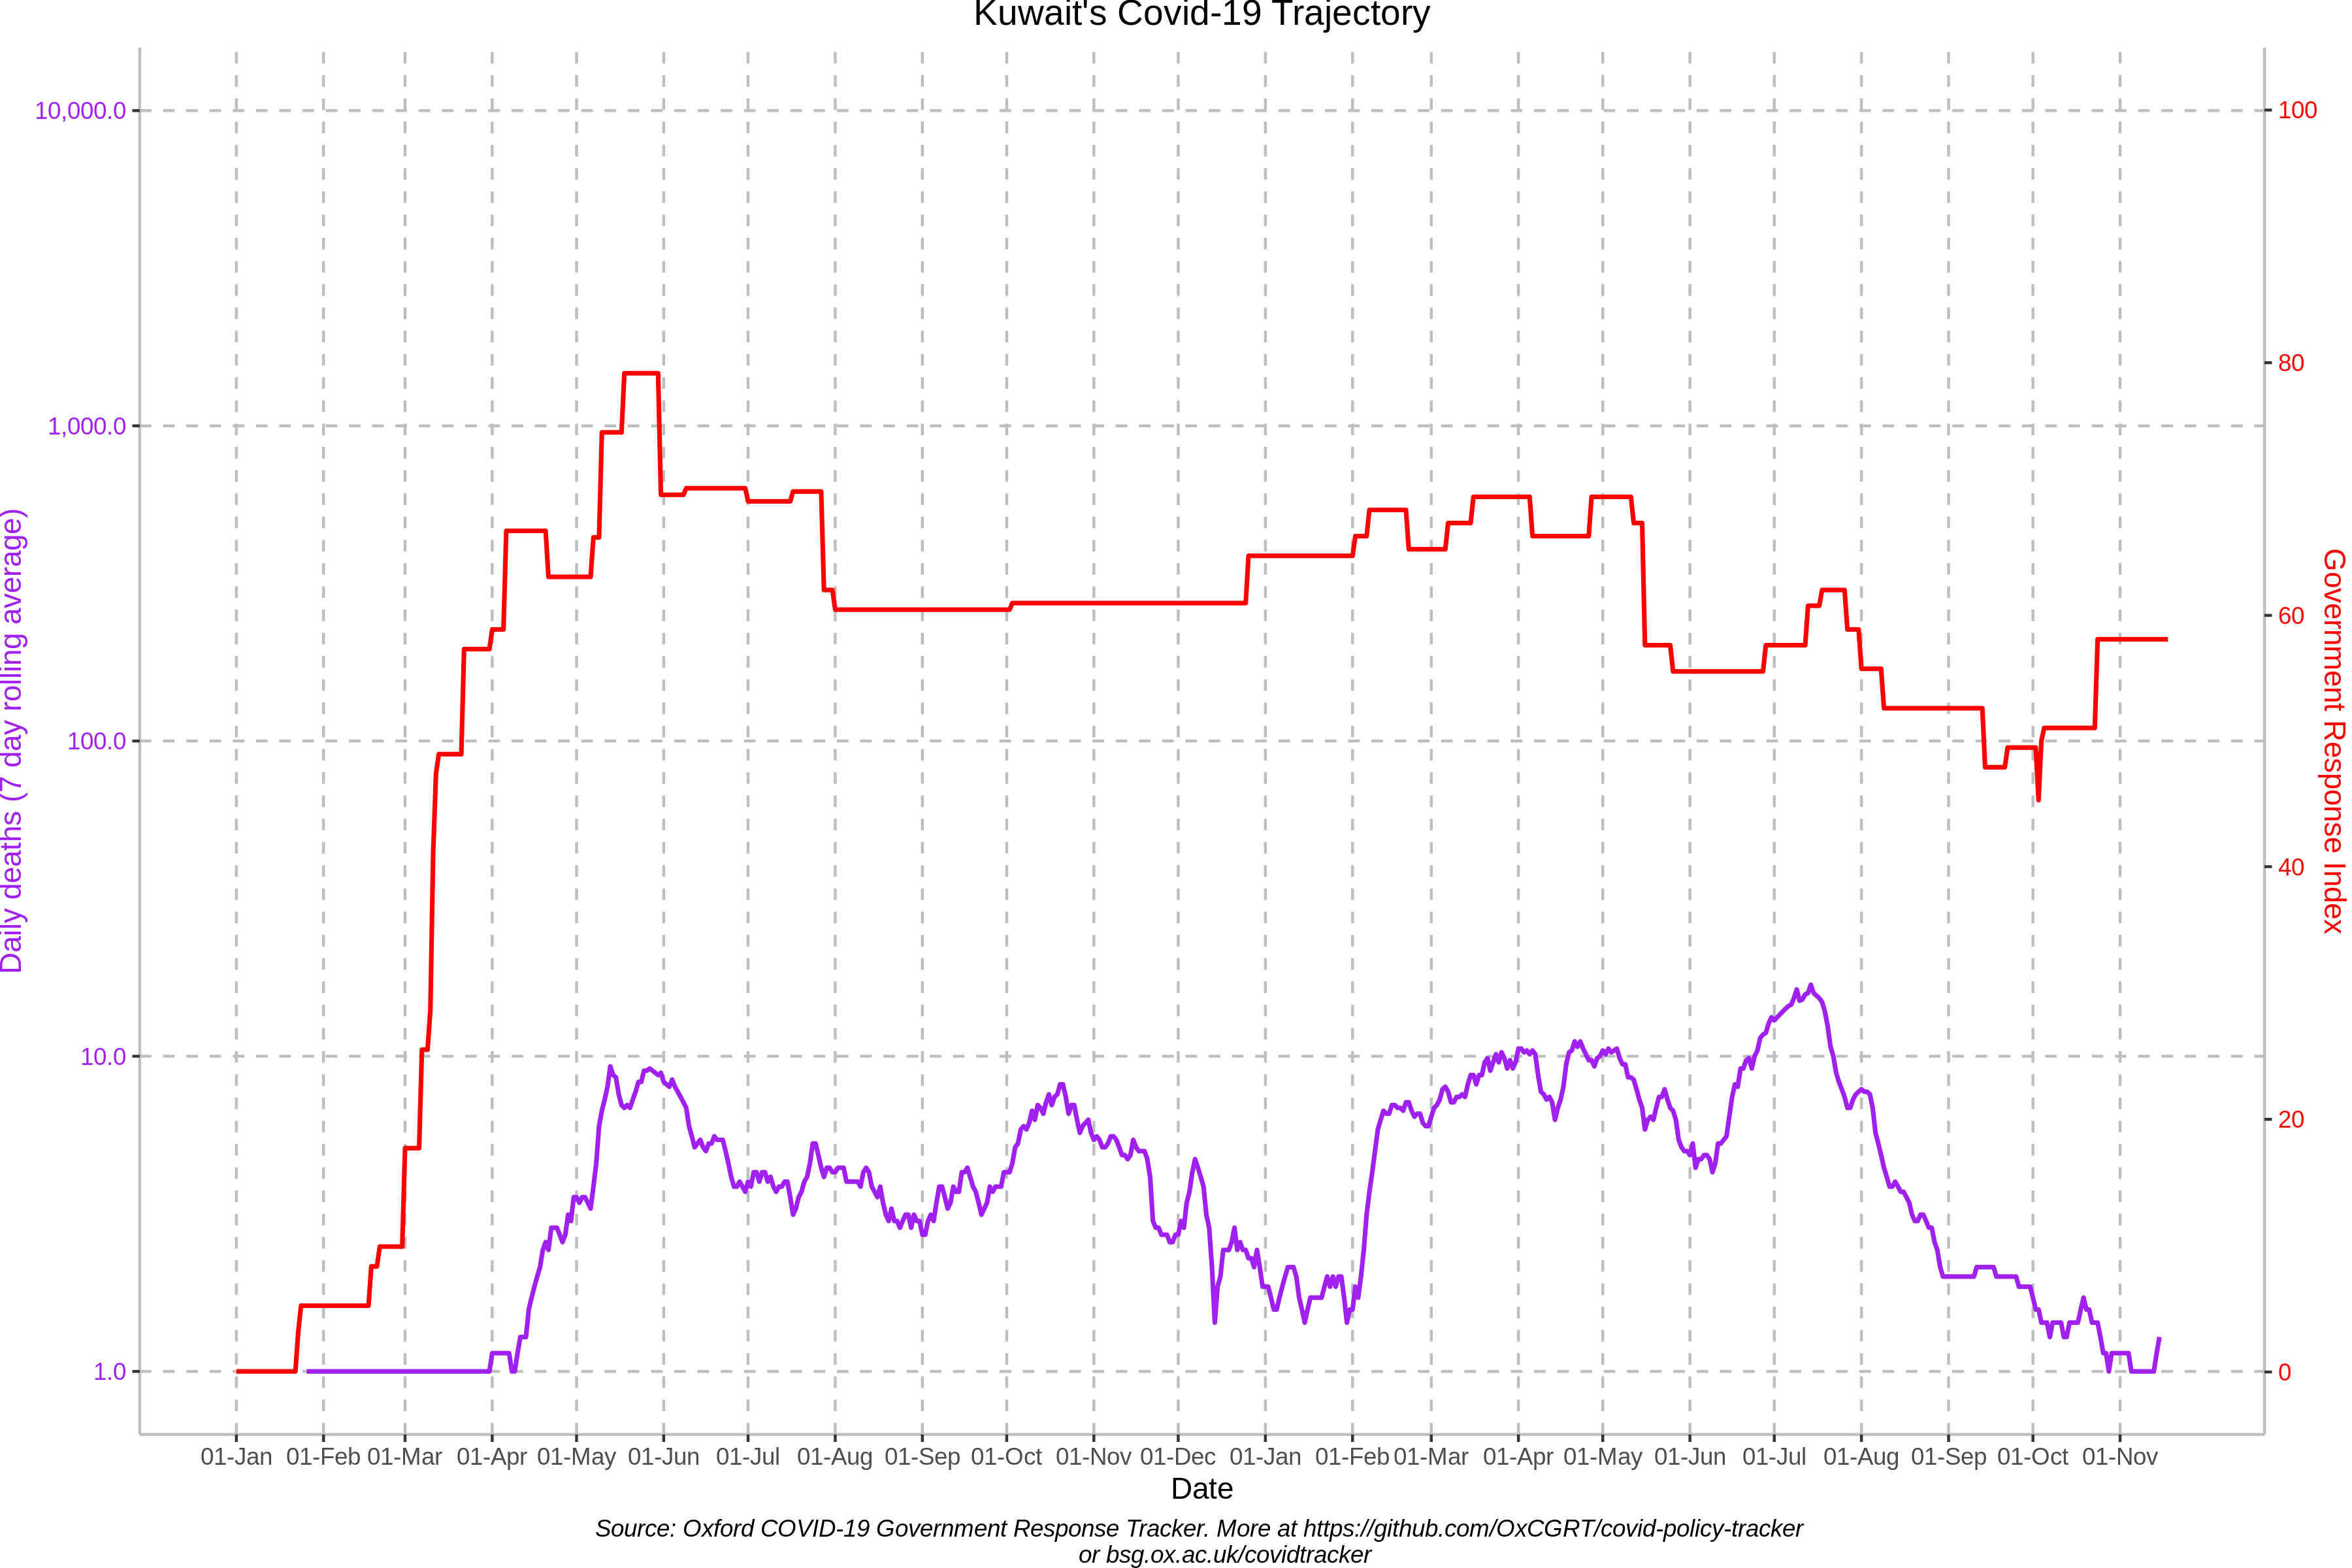 Kuwait's Covid-19 Trajectory
10,000.0
1,000.0
100.0
10.0
1.0
Daily deaths (7 day rolling average)
100
80
60
40
20
0
Government Response Index
01-Jan 01-Feb 01-Mar 01-Apr 01-May 01-Jun 01-Jul 01-Aug 01-Sep 01-Oct 01-Nov 01-Dec 01-Jan 01-Feb 01-Mar 01-Apr 01-May 01-Jun 01-Jul 01-Aug 01-Sep 01-Oct 01-Nov
Date
Source: Oxford COVID-19 Government Response Tracker. More at https://github.com/OxCGRT/covid-policy-tracker
or bsg.ox.ac.uk/covidtracker